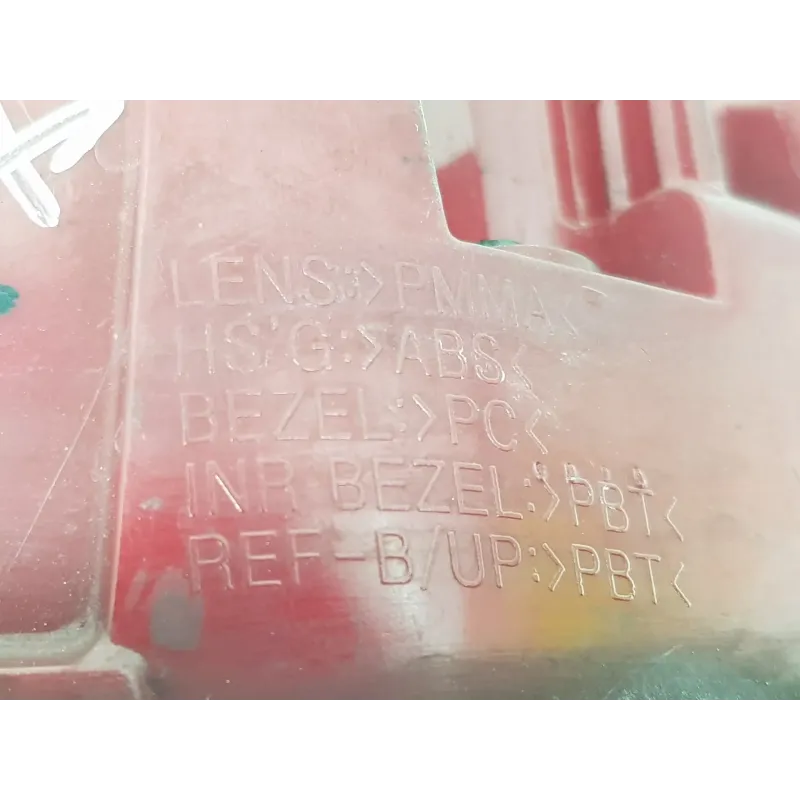 LENS:>PMMA<
HS'G:>ABS<
BEZEL:>PC<
INR BEZEL:>PBT<
REF-B/UP:>PBT<